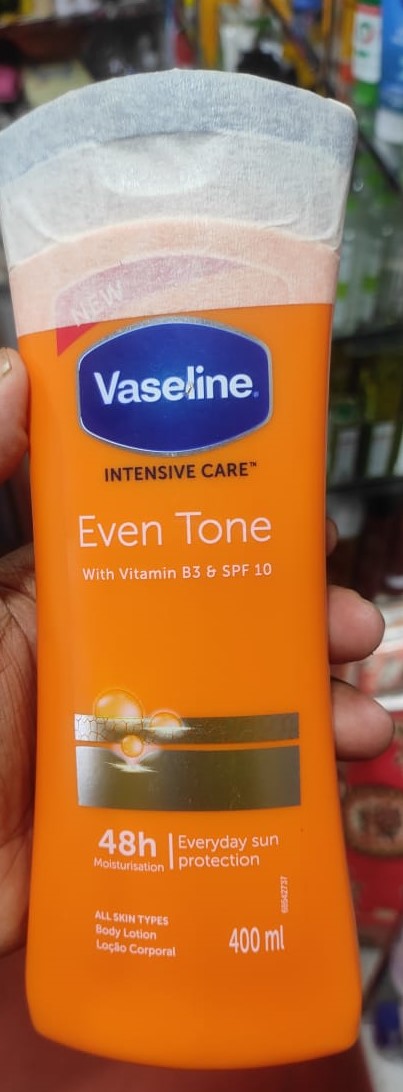 NEW
Vaseline.
INTENSIVE CARE™
Even Tone
With Vitamin B3 & SPF 10
48h
Moisturisation
Everyday sun
protection
ALL SKIN TYPES
Body Lotion
Loção Corporal
400 ml